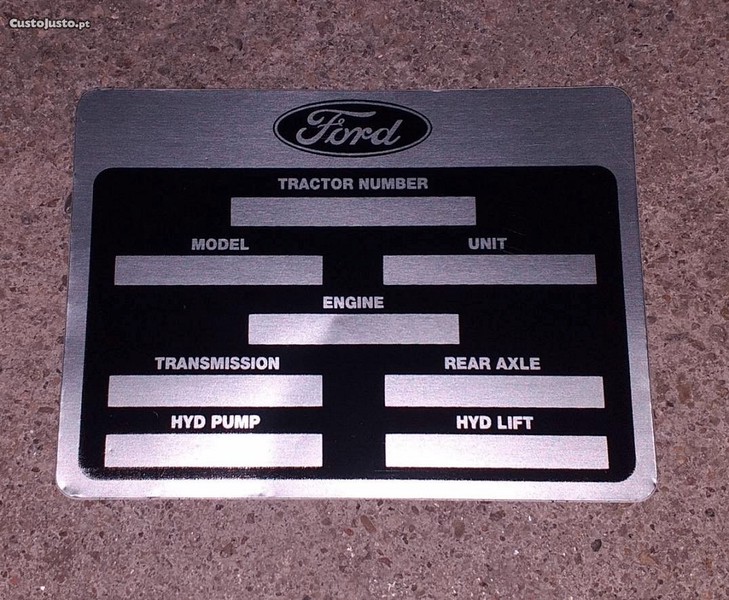 CustoJusto.pt
Ford
TRACTOR NUMBER
MODEL UNIT
ENGINE
TRANSMISSION REAR AXLE
HYD PUMP HYD LIFT